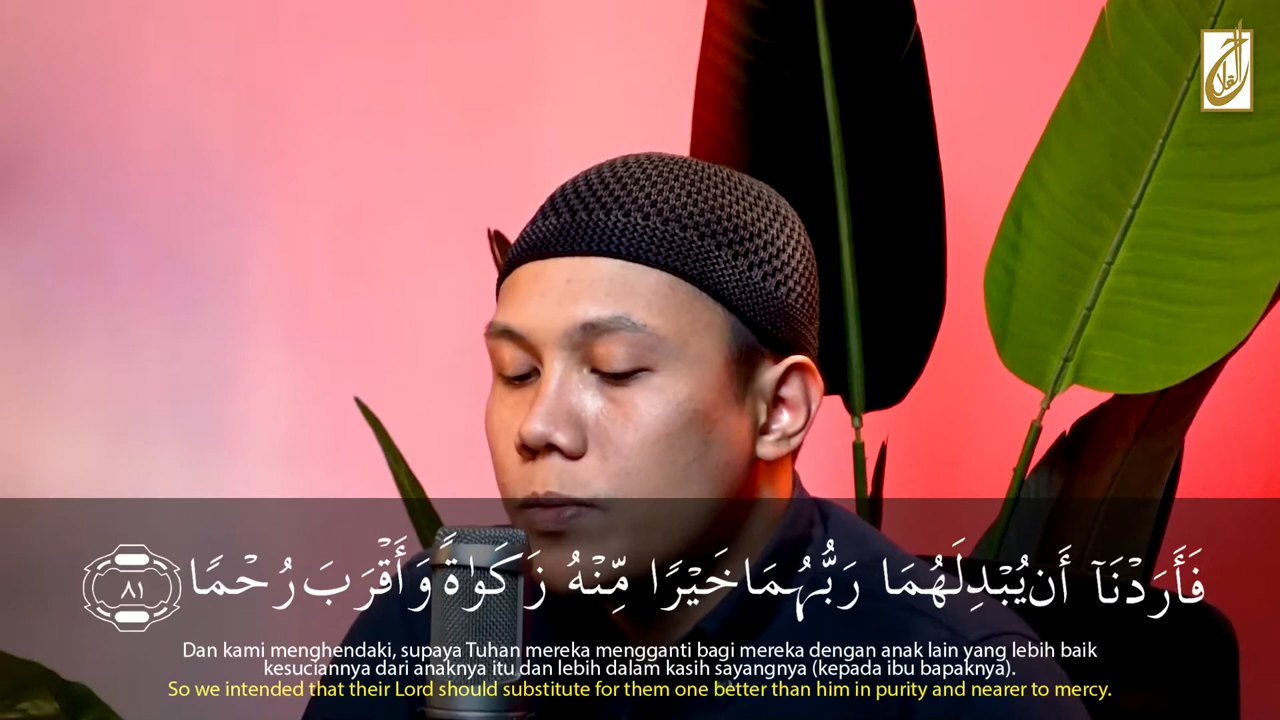 القلم
فَأَرَدْنَآ أَن يُبْدِلَهُمَا رَبُّهُمَا خَيْرًا مِّنْهُ زَكَوٰةً وَأَقْرَبَ رُحْمًا ٨١
Dan kami menghendaki, supaya Tuhan mereka mengganti bagi mereka dengan anak lain yang lebih baik
kesuciannya dari anaknya itu dan lebih dalam kasih sayangnya (kepada ibu bapaknya).
So we intended that their Lord should substitute for them one better than him in purity and nearer to mercy.